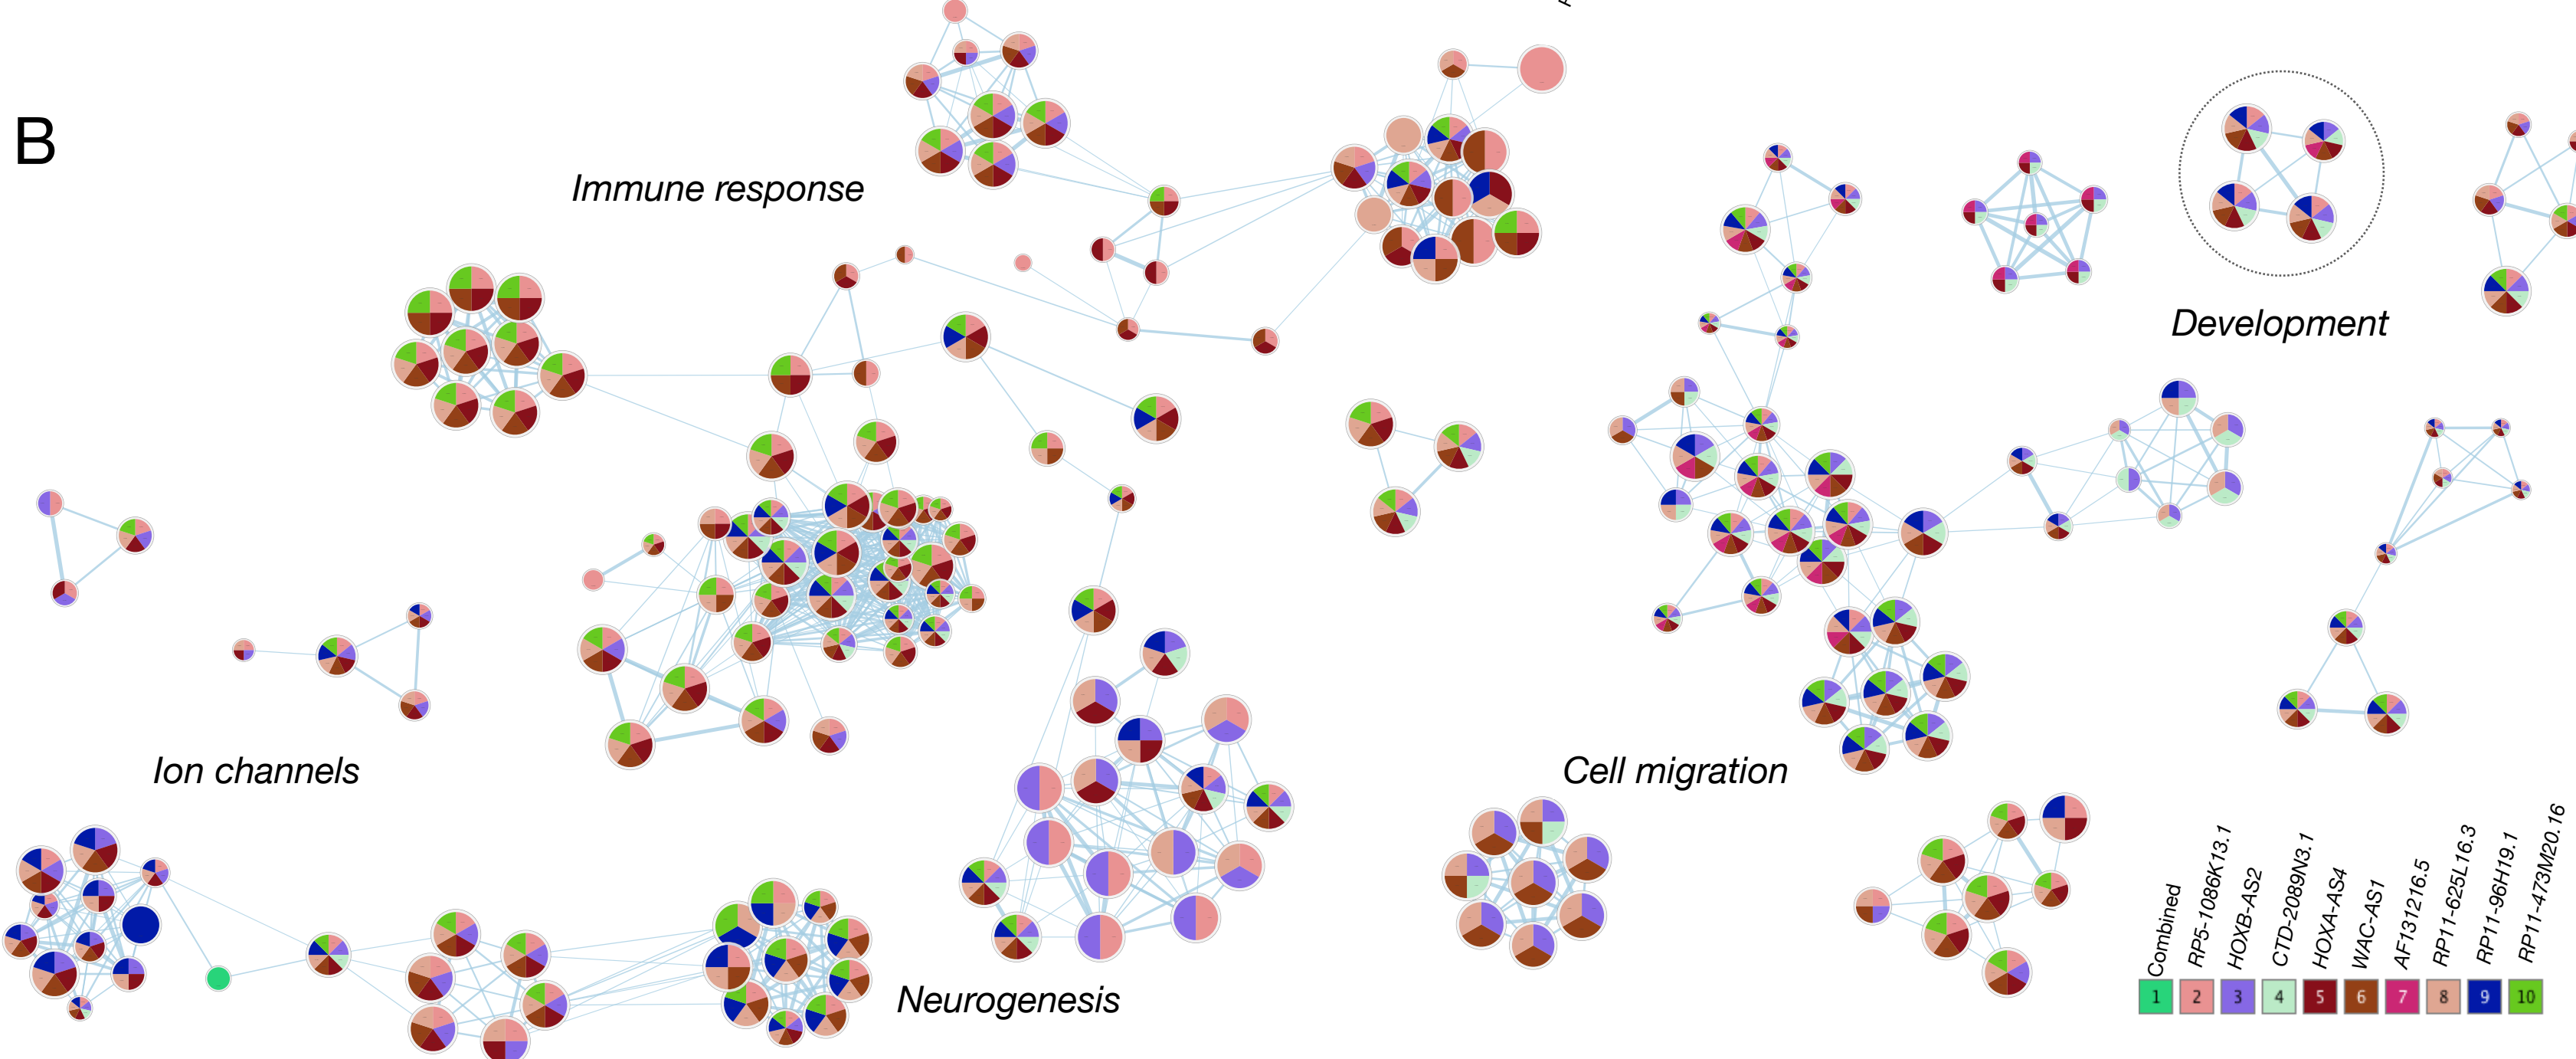 B
Immune response
Development
Ion channels
Cell migration
Neurogenesis
Combined
RP5-1086K13.1
HOXB-AS2
CTD-2089N3.1
HOXA-AS4
WAC-AS1
AF131216.5
RP11-625L16.3
RP11-96H19.1
RP11-473M20.16
1 2 3 4 5 6 7 8 9 10